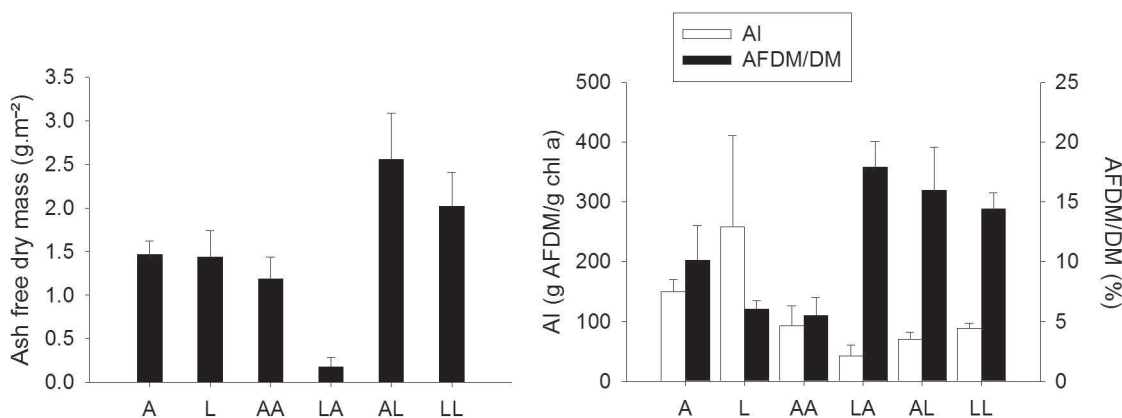 Ash free dry mass (g.m⁻²)
3.5
3.0
2.5
2.0
1.5
1.0
0.5
0.0
A L AA LA AL LL
AI
AFDM/DM
AI (g AFDM/g chl a)
500
400
300
200
100
0
25
20
15
10
5
0
AFDM/DM (%)
A L AA LA AL LL